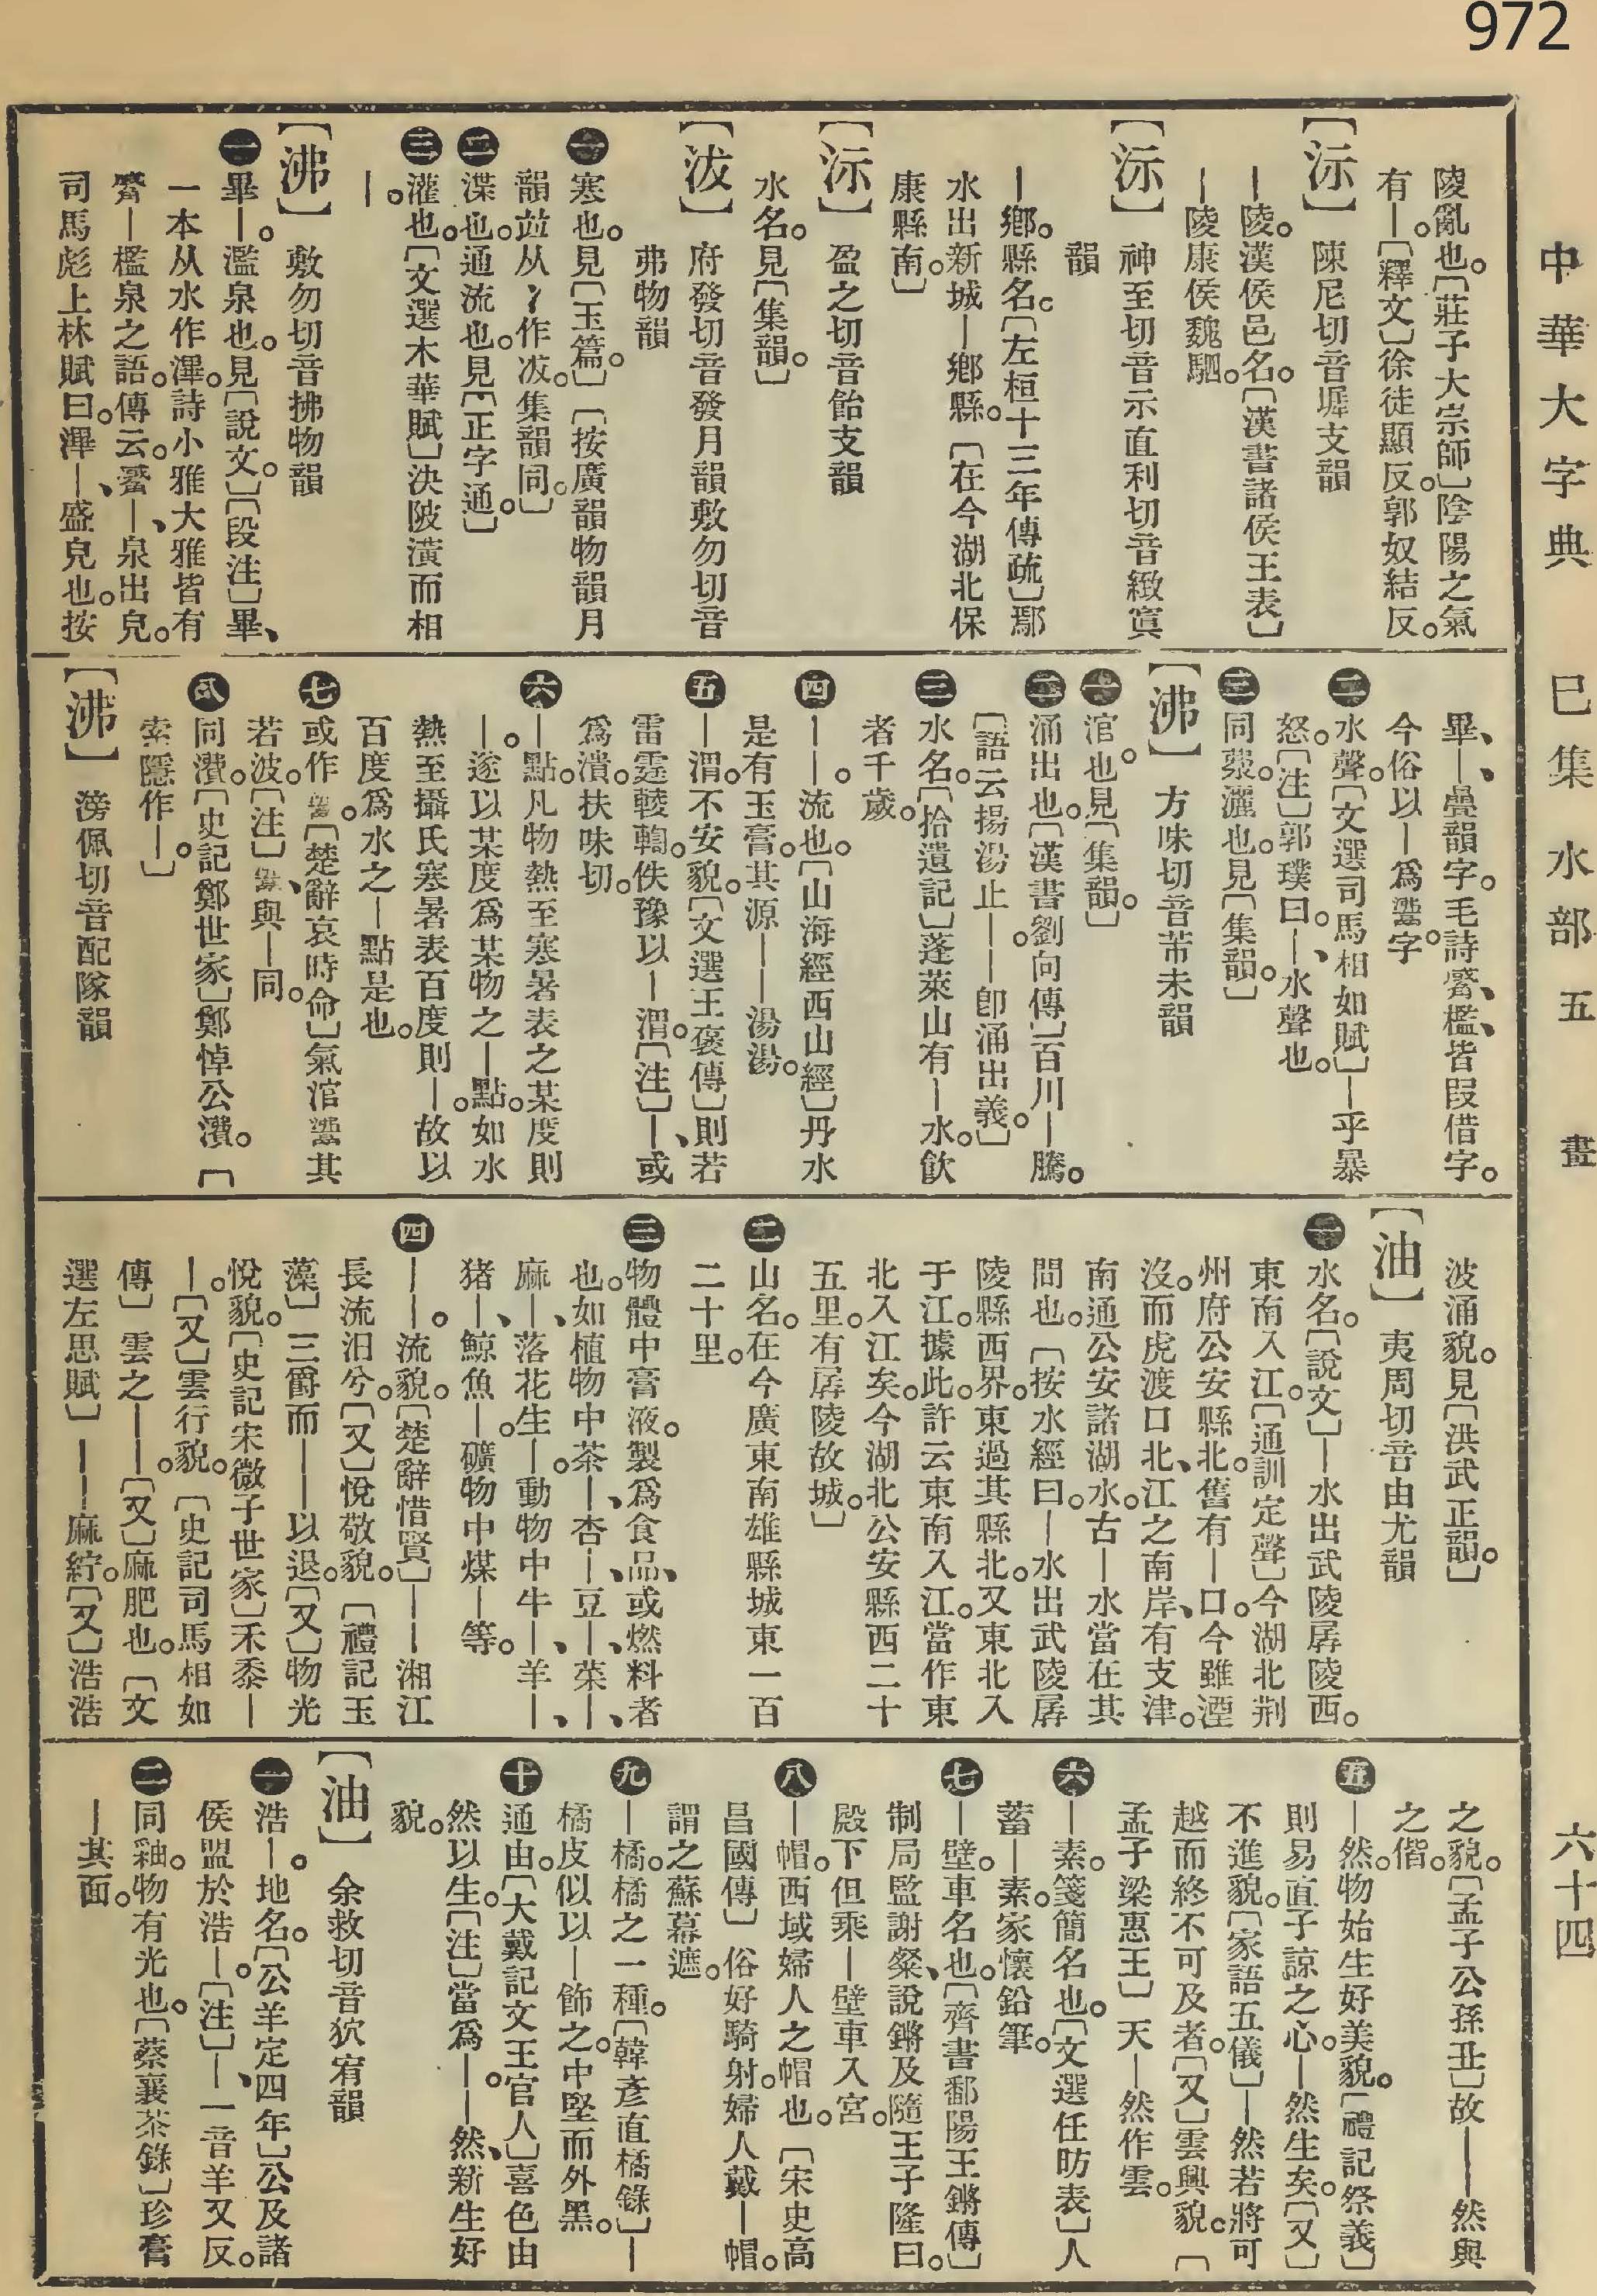 972
中華大字典　巳集　水部　五畫　六十四
陵亂也。〔莊子大宗師〕陰陽之氣
有—。〔釋文〕徐徒顯反。郭奴結反。
【沶】　陳尼切音墀支韻
—陵。漢侯邑名。〔漢書諸侯王表〕
—陵康侯魏駟。
【沶】　神至切音示直利切音緻寘
韻
—鄉。縣名。〔左桓十三年傳疏〕鄢
水出新城—鄉縣。〔在今湖北保
康縣南。〕
【沶】　盈之切音飴支韻
水名。見〔集韻。〕
【泼】　府發切音發月韻敷勿切音
弗物韻
㊀寒也。見〔玉篇。〕〔按廣韻物韻月
韻竝从冫作冹。集韻同。〕
㊁渫也。通流也。見〔正字通。〕
㊂灌也。〔文選木華賦〕決陂潢而相
—。
【沸】　敷勿切音拂物韻
㊀畢—。濫泉也。見〔說文。〕〔段注〕畢、
一本从水作滭。詩小雅大雅皆有
觱—檻泉之語。傳云。觱—、泉出皃。
司馬彪上林賦曰。滭—、盛皃也。按
畢、—、疊韻字。毛詩觱、檻、皆叚借字。
今俗以—爲灊字。
㊁水聲。〔文選司馬相如賦〕—乎暴
怒。〔注〕郭璞曰。—、水聲也。
㊂同㵒。灑也。見〔集韻。〕
【沸】　方味切音芾未韻
㊀涫也。見〔集韻。〕
㊁涌出也。〔漢書劉向傳〕百川—騰。
〔語云揚湯止—。—卽涌出義。〕
㊂水名。〔拾遺記〕蓬萊山有—水。飮
者千歲。
㊃——。流也。〔山海經西山經〕丹水
是有玉膏。其源——湯湯。
㊄—渭。不安貌。〔文選王褒傳〕則若
雷霆輘輷。佚豫以—渭。〔注〕—、或
爲潰。扶味切。
㊅—點。凡物熱至寒暑表之某度則
—。遂以某度爲某物之—點。如水
熱至攝氏寒暑表百度則—。故以
百度爲水之—點是也。
㊆或作。〔楚辭哀時命〕氣涫其
若波。〔注〕與—同。
㊇同灒。〔史記鄭世家〕鄭悼公灒。〔
索隱作—。〕
【沸】　滂佩切音配隊韻
波涌貌。見〔洪武正韻。〕
【油】　夷周切音由尤韻
㊀水名。〔說文〕—水出武陵孱陵西。
東南入江。〔通訓定聲〕今湖北荆
州府公安縣北。舊有—口。今雖湮
沒。而虎渡口北、江之南岸、有支津。
南通公安諸湖水。古—水當在其
間也。〔按水經曰。—水出武陵孱
陵縣西界。東過其縣北。又東北入
于江。據此。許云東南入江。當作東
北入江矣。今湖北公安縣西二十
五里。有孱陵故城。〕
㊁山名。在今廣東南雄縣城東一百
二十里。
㊂物體中膏液。製爲食品、或燃料者
也。如植物中茶—、杏—、豆—、菜—、
麻—、落花生—。動物中牛—、羊—、
猪—、鯨魚—。礦物中煤—等。
㊃——。流貌。〔楚辭惜賢〕——湘江
長流汨兮。〔又〕悅敬貌。〔禮記玉
藻〕三爵而——以退。〔又〕物光
悅貌。〔史記宋微子世家〕禾黍—
—。〔又〕雲行貌。〔史記司馬相如
傳〕雲之——。〔又〕麻肥也。〔文
選左思賦〕——麻紵。〔又〕浩浩
之貌。〔孟子公孫丑〕故——然與
之偕。
㊄—然。物始生好美貌。〔禮記祭義〕
則易直子諒之心。—然生矣。〔又〕
不進貌。〔家語五儀〕—然若將可
越而終不可及者。〔又〕雲興貌。〔
孟子梁惠王〕天—然作雲。
㊅—素。箋簡名也。〔文選任昉表〕人
蓄—素。家懷鉛筆。
㊆—壁。車名也。〔齊書鄱陽王鏘傳〕
制局監謝粲、說鏘及隨王子隆曰。
殿下但乘—壁車入宮。
㊇—帽。西域婦人之帽也。〔宋史高
昌國傳〕俗好騎射。婦人戴—帽。
謂之蘇幕遮。
㊈—橘。橘之一種。〔韓彥直橘錄〕—
橘皮似以—飾之。中堅而外黑。
㊉通由。〔大戴記文王官人〕喜色由
然以生。〔注〕當爲—。—然、新生好
貌。
【油】　余救切音狖宥韻
㊀浩—。地名。〔公羊定四年〕公及諸
侯盟於浩—。〔注〕—、一音羊又反。
㊁同釉。物有光也。〔蔡襄茶錄〕珍膏
—其面。